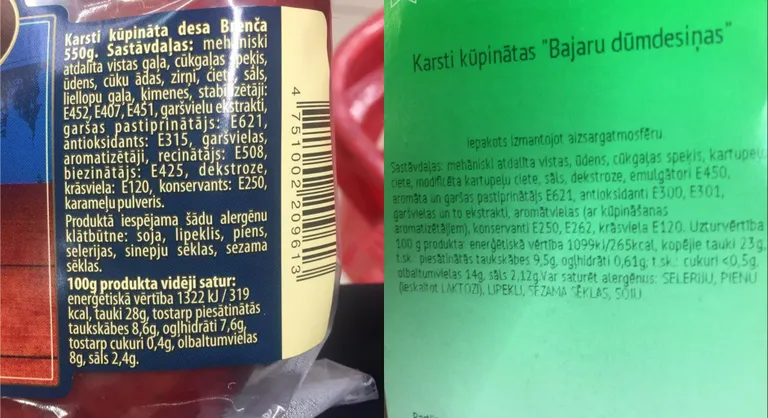 Karsti kūpināta desa Brenča
550g. Sastāvdaļas: mehāniski
atdalīta vistas gaļa, cūkgaļas speķis,
ūdens, cūku ādas, zirņi, ciete, sāls,
liellopu gaļa, ķimenes, stabilizētāji:
E452, E407, E451, garšvielu ekstrakti,
garšas pastiprinātājs: E621,
antioksidants: E315, garšvielas,
aromatizētāji, recinātājs: E508,
biezinātājs: E425, dekstroze,
krāsviela: E120, konservants: E250,
karameļu pulveris.
Produktā iespējama šādu alergēnu
klātbūtne: soja, lipeklis, piens,
selerijas, sinepju sēklas, sezama
sēklas.
100g produkta vidēji satur:
enerģētiskā vērtība 1322 kJ / 319
kcal, tauki 28g, tostarp piesātinātās
taukskābes 8,6g, ogļhidrāti 7,6g,
tostarp cukuri 0,4g, olbaltumvielas
8g, sāls 2,4g.
4 751002 209613
Karsti kūpinātas "Bajaru dūmdesiņas"
iepakots izmantojot aizsargatmosfēru
Sastāvdaļas: mehāniski atdalīta vistas, ūdens, cūkgaļas speķis, kartupeļu
ciete, modificēta kartupeļu ciete, sāls, dekstroze, emulgātori E450,
aromāta un garšas pastiprinātājs E621, antioksidanti E300, E301,
garšvielas un to ekstrakti, aromātvielas (ar kūpināšanas
aromatizētājiem), konservanti E250, E262, krāsviela E120. Uzturvērtība
100 g produkta: enerģētiskā vērtība 1099kJ/265kcal, kopējie tauki 23g,
t.sk.. piesātinātās taukskābes 9,5g, ogļhidrāti 0,61g; t.sk.: cukuri <0,5g,
olbaltumvielas 14g, sāls 2,12g. Var saturēt alergēnus: SELERIJU, PIENU
(ieskaitot LAKTOZI), LIPEKLI, SEZAMA SĒKLAS, SOJU